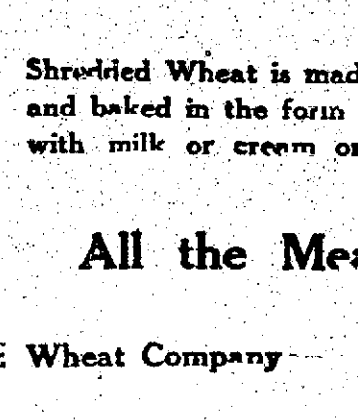 Shredded Wheat is mad
and baked in the form
with milk or cream or
All the Mea
E Wheat Company